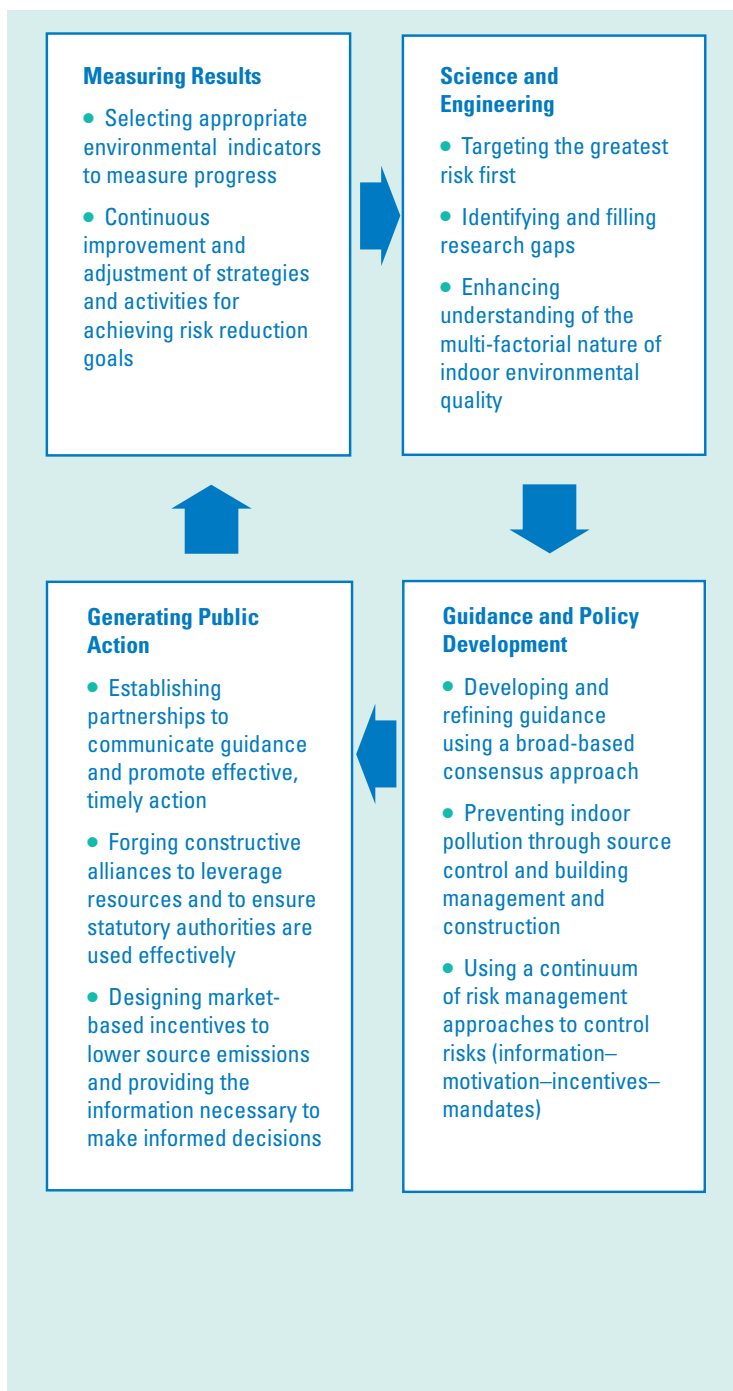 Measuring Results
● Selecting appropriate
environmental indicators
to measure progress
● Continuous
improvement and
adjustment of strategies
and activities for
achieving risk reduction
goals
Science and
Engineering
● Targeting the greatest
risk first
● Identifying and filling
research gaps
● Enhancing
understanding of the
multi-factorial nature of
indoor environmental
quality
Guidance and Policy
Development
● Developing and
refining guidance
using a broad-based
consensus approach
● Preventing indoor
pollution through source
control and building
management and
construction
● Using a continuum
of risk management
approaches to control
risks (information–
motivation–incentives–
mandates)
Generating Public
Action
● Establishing
partnerships to
communicate guidance
and promote effective,
timely action
● Forging constructive
alliances to leverage
resources and to ensure
statutory authorities are
used effectively
● Designing market-
based incentives to
lower source emissions
and providing the
information necessary to
make informed decisions